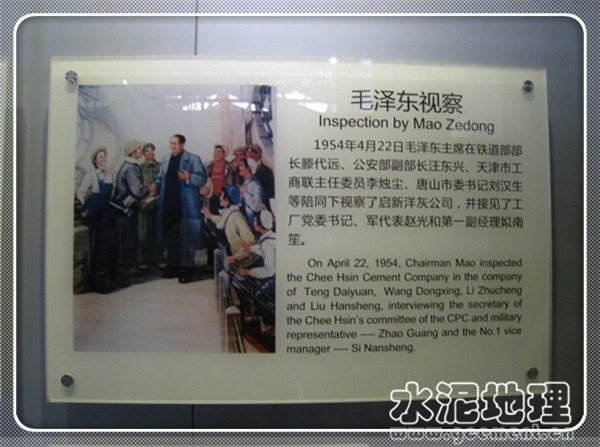 毛泽东视察
Inspection by Mao Zedong
1954年4月22日毛泽东主席在铁道部部
长滕代远、公安部副部长汪东兴、天津市工
商联主任委员李烛尘、唐山市委书记刘汉生
等陪同下视察了启新洋灰公司，并接见了工
厂党委书记、军代表赵光和第一副经理姒南
笙。
On April 22, 1954, Chairman Mao inspected
the Chee Hsin Cement Company in the company
of Teng Daiyuan, Wang Dongxing, Li Zhucheng
and Liu Hansheng, interviewing the secretary of
the Chee Hsin's committee of the CPC and military
representative ---- Zhao Guang and the No.1 vice
manager ---- Si Nansheng.
水泥地理